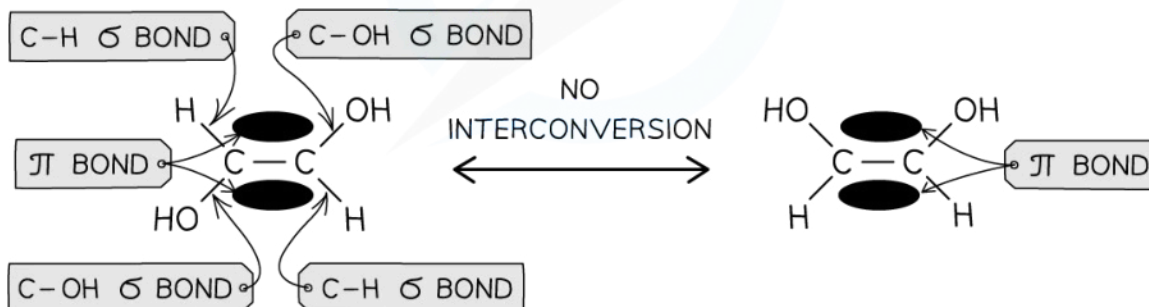 C–H σ BOND
C–OH σ BOND
NO
INTERCONVERSION
H
OH
HO
OH
π BOND
C – C
C – C
π BOND
HO
H
H
H
C–OH σ BOND
C–H σ BOND